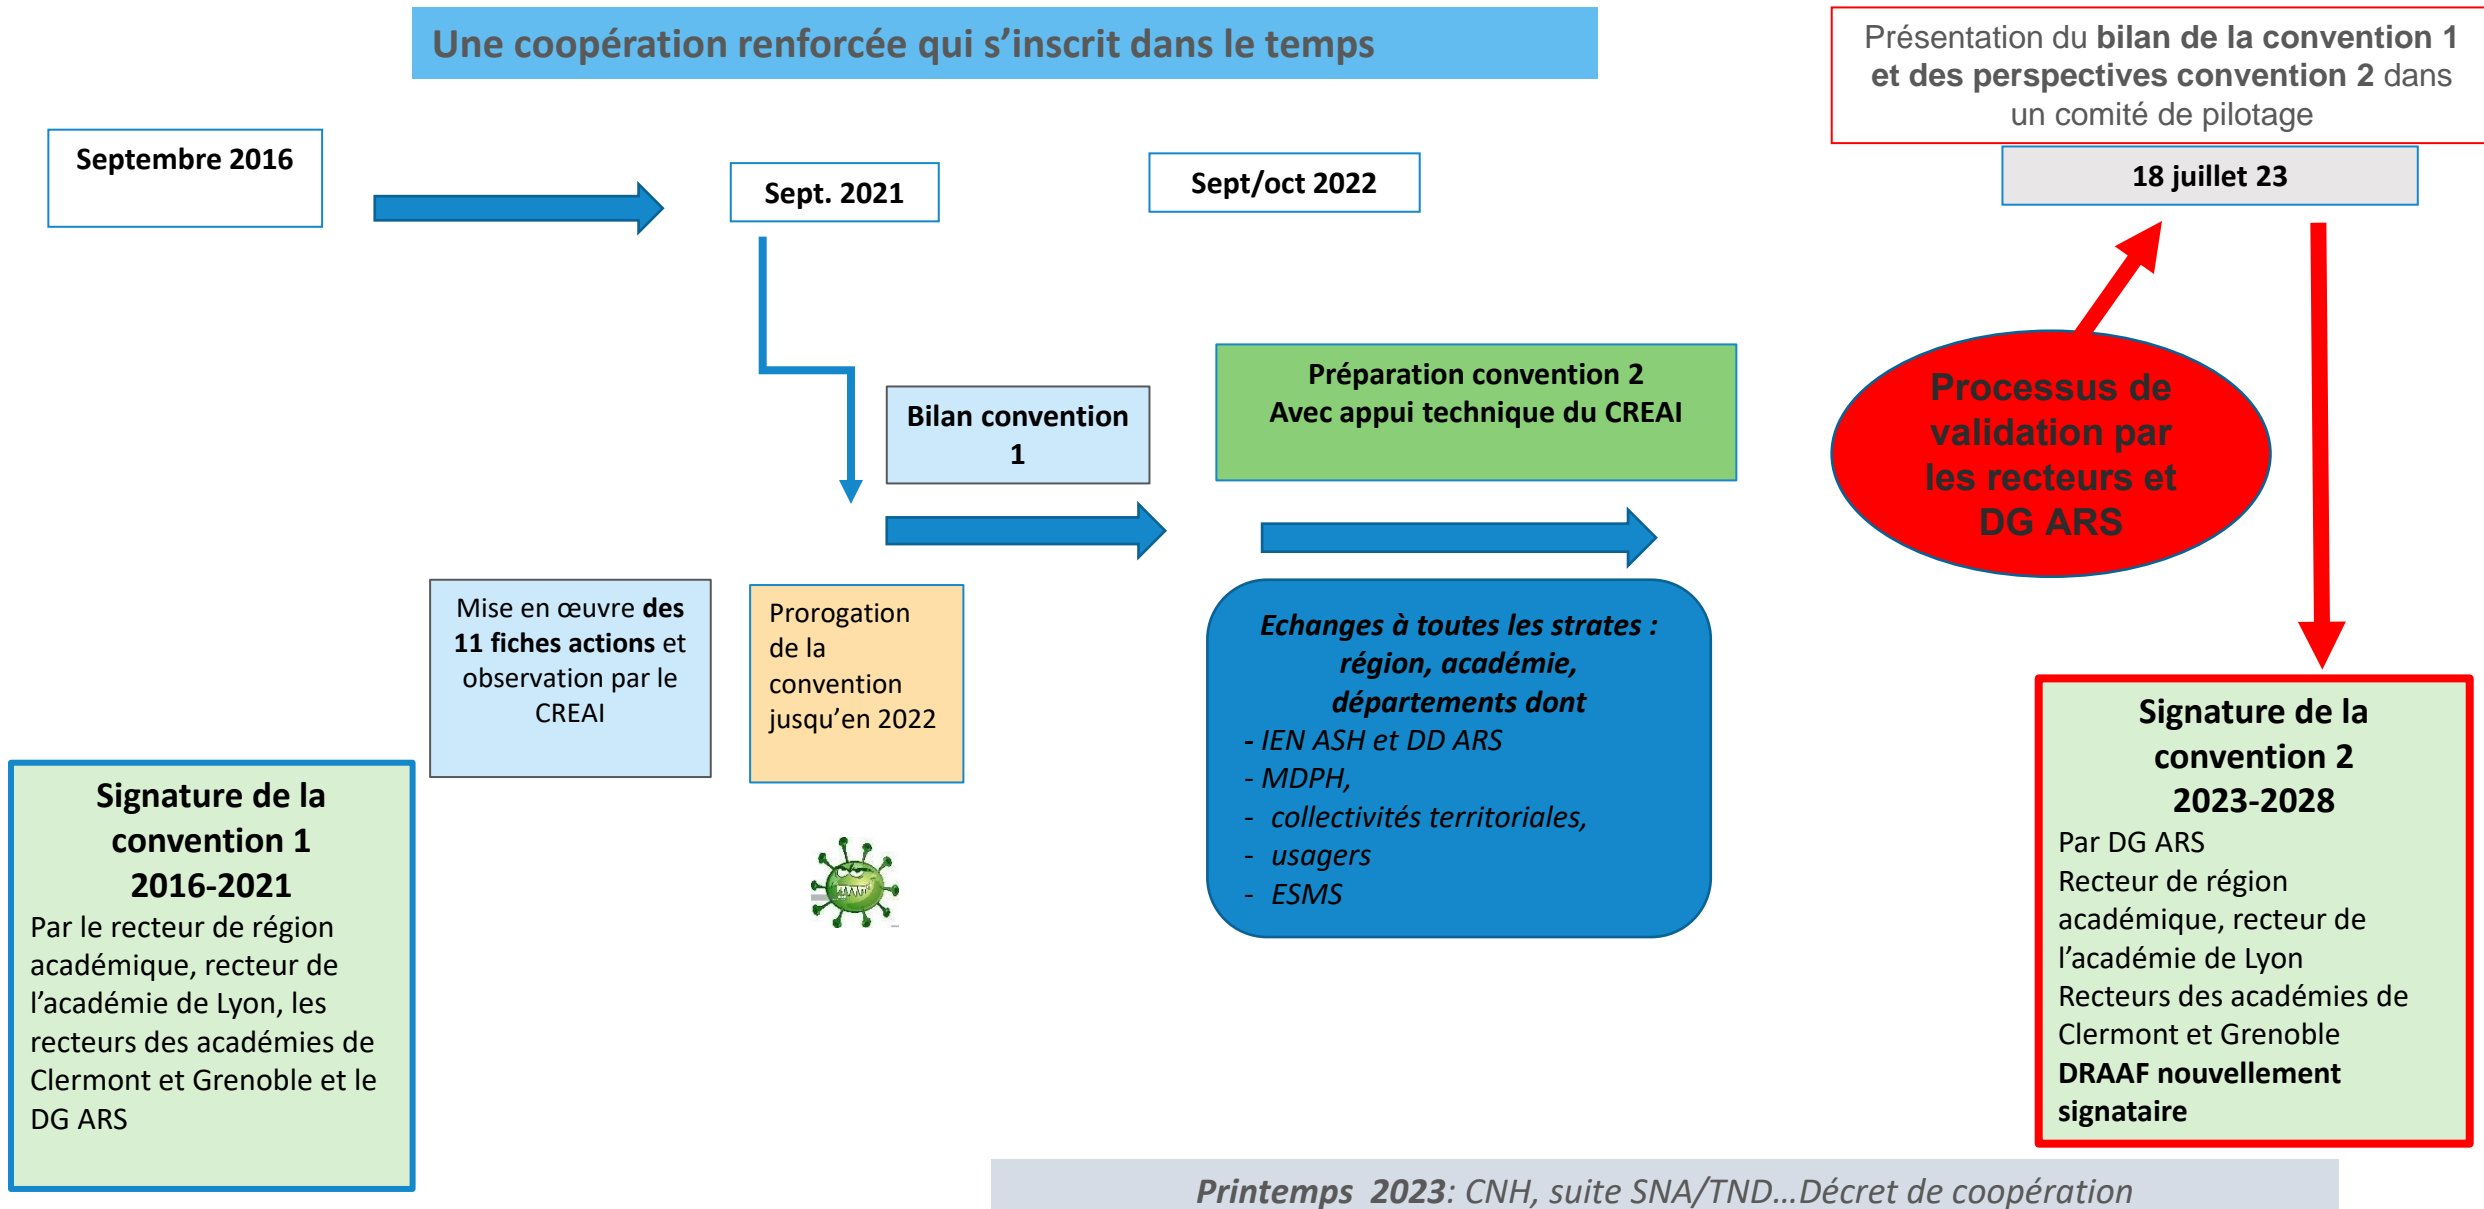 Une coopération renforcée qui s’inscrit dans le temps
Présentation du bilan de la convention 1
et des perspectives convention 2 dans
un comité de pilotage
Septembre 2016
Sept. 2021
Sept/oct 2022
18 juillet 23
Bilan convention
1
Préparation convention 2
Avec appui technique du CREAI
Processus de
validation par
les recteurs et
DG ARS
Mise en œuvre des
11 fiches actions et
observation par le
CREAI
Prorogation
de la
convention
jusqu’en 2022
Echanges à toutes les strates :
région, académie,
départements dont
- IEN ASH et DD ARS
- MDPH,
- collectivités territoriales,
- usagers
- ESMS
Signature de la
convention 1
2016-2021
Par le recteur de région
académique, recteur de
l’académie de Lyon, les
recteurs des académies de
Clermont et Grenoble et le
DG ARS
Signature de la
convention 2
2023-2028
Par DG ARS
Recteur de région
académique, recteur de
l’académie de Lyon
Recteurs des académies de
Clermont et Grenoble
DRAAF nouvellement
signataire
Printemps 2023: CNH, suite SNA/TND...Décret de coopération